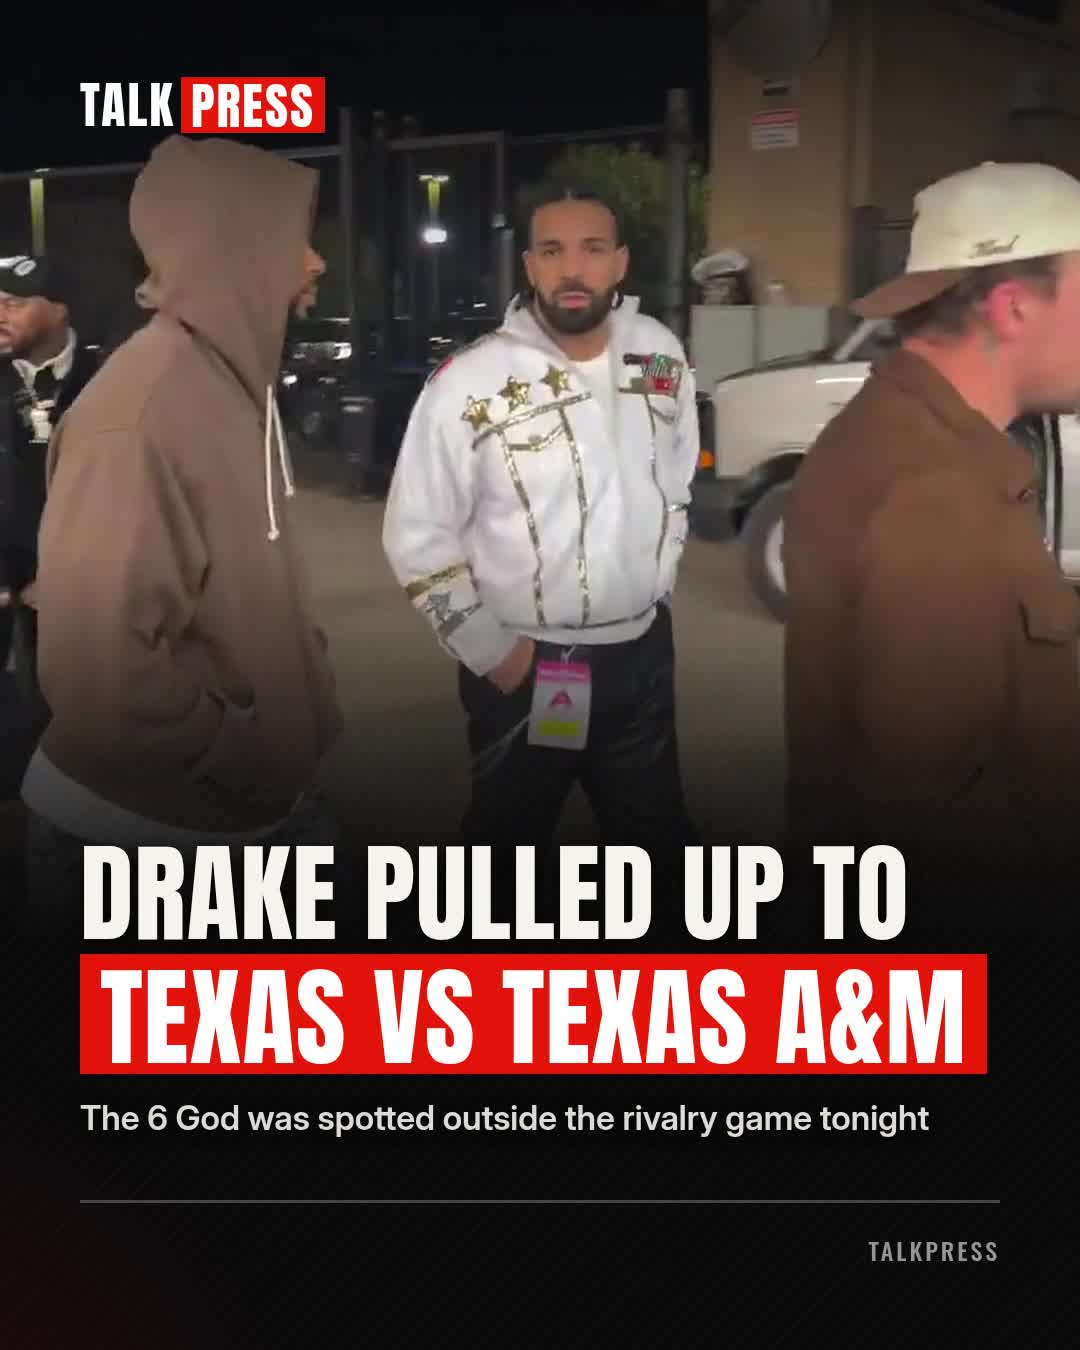 TALK PRESS
DRAKE PULLED UP TO
TEXAS VS TEXAS A&M
The 6 God was spotted outside the rivalry game tonight
TALKPRESS